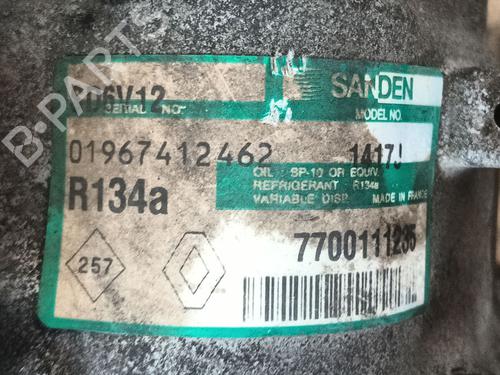 SANDEN
D6V12
SERIAL NO.
MODEL NO.
01967412462
1417J
OIL : SP-10 OR EQUIV.
REFRIGERANT R134a
VARIABLE DISP. MADE IN FRANCE
R134a
7700111235
257
B-PARTS